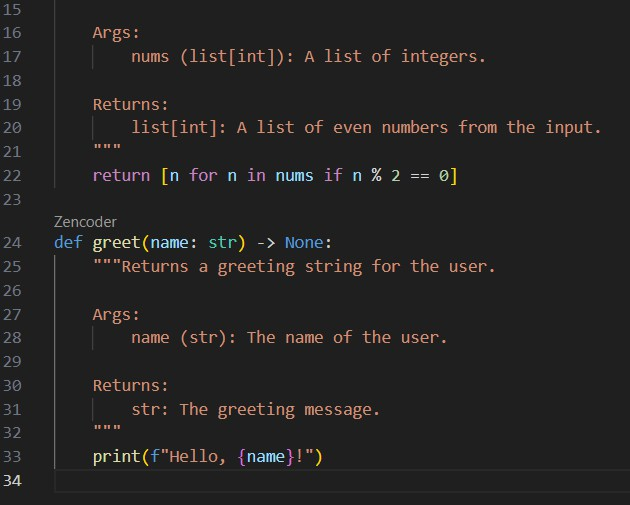 15
16 Args:
17 nums (list[int]): A list of integers.
18
19 Returns:
20 list[int]: A list of even numbers from the input.
21 """
22 return [n for n in nums if n % 2 == 0]
23
Zencoder
24 def greet(name: str) -> None:
25 """Returns a greeting string for the user.
26
27 Args:
28 name (str): The name of the user.
29
30 Returns:
31 str: The greeting message.
32 """
33 print(f"Hello, {name}!")
34